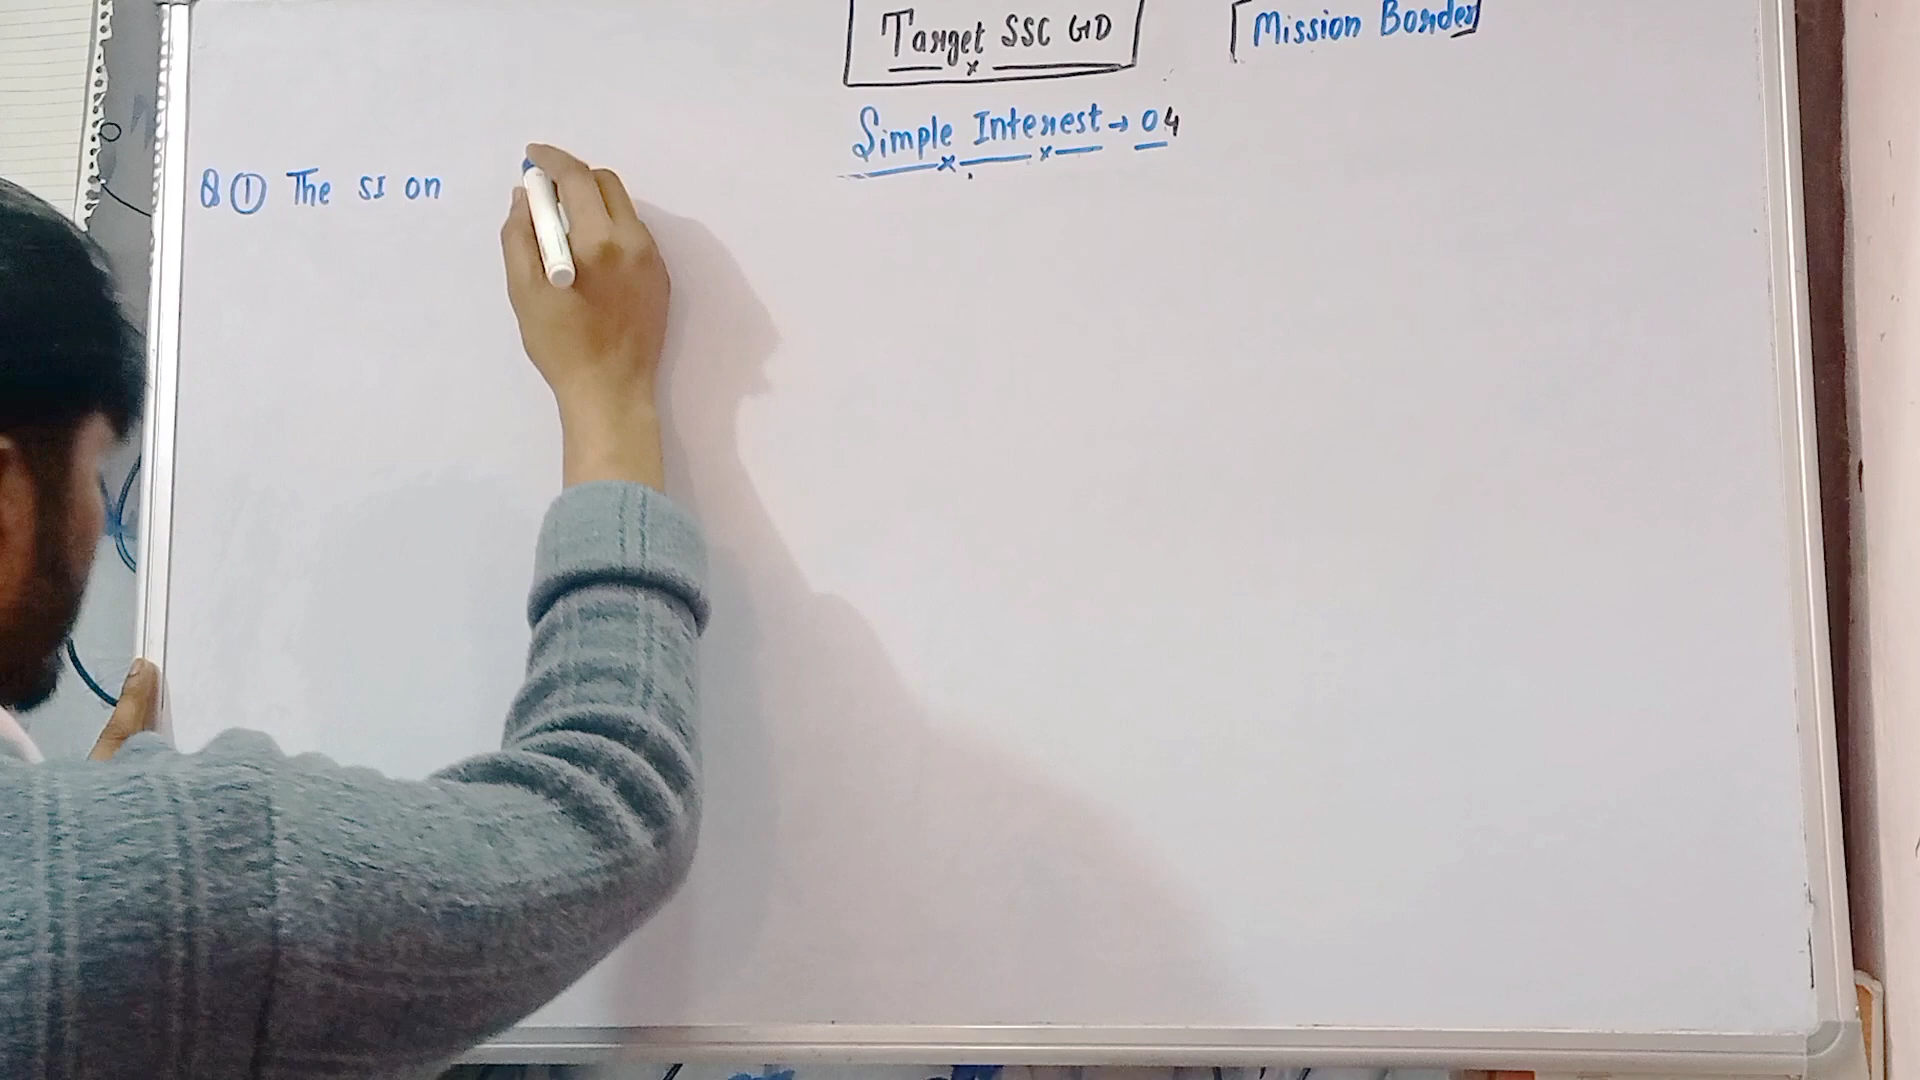 Target SSC GD
Mission Border
Simple Interest → 04
Q ① The SI on